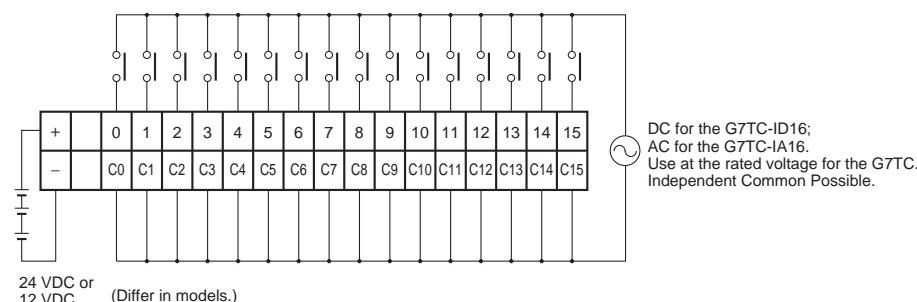 + 0 1 2 3 4 5 6 7 8 9 10 11 12 13 14 15
− C0 C1 C2 C3 C4 C5 C6 C7 C8 C9 C10 C11 C12 C13 C14 C15
DC for the G7TC-ID16;
AC for the G7TC-IA16.
Use at the rated voltage for the G7TC.
Independent Common Possible.
24 VDC or
12 VDC (Differ in models.)